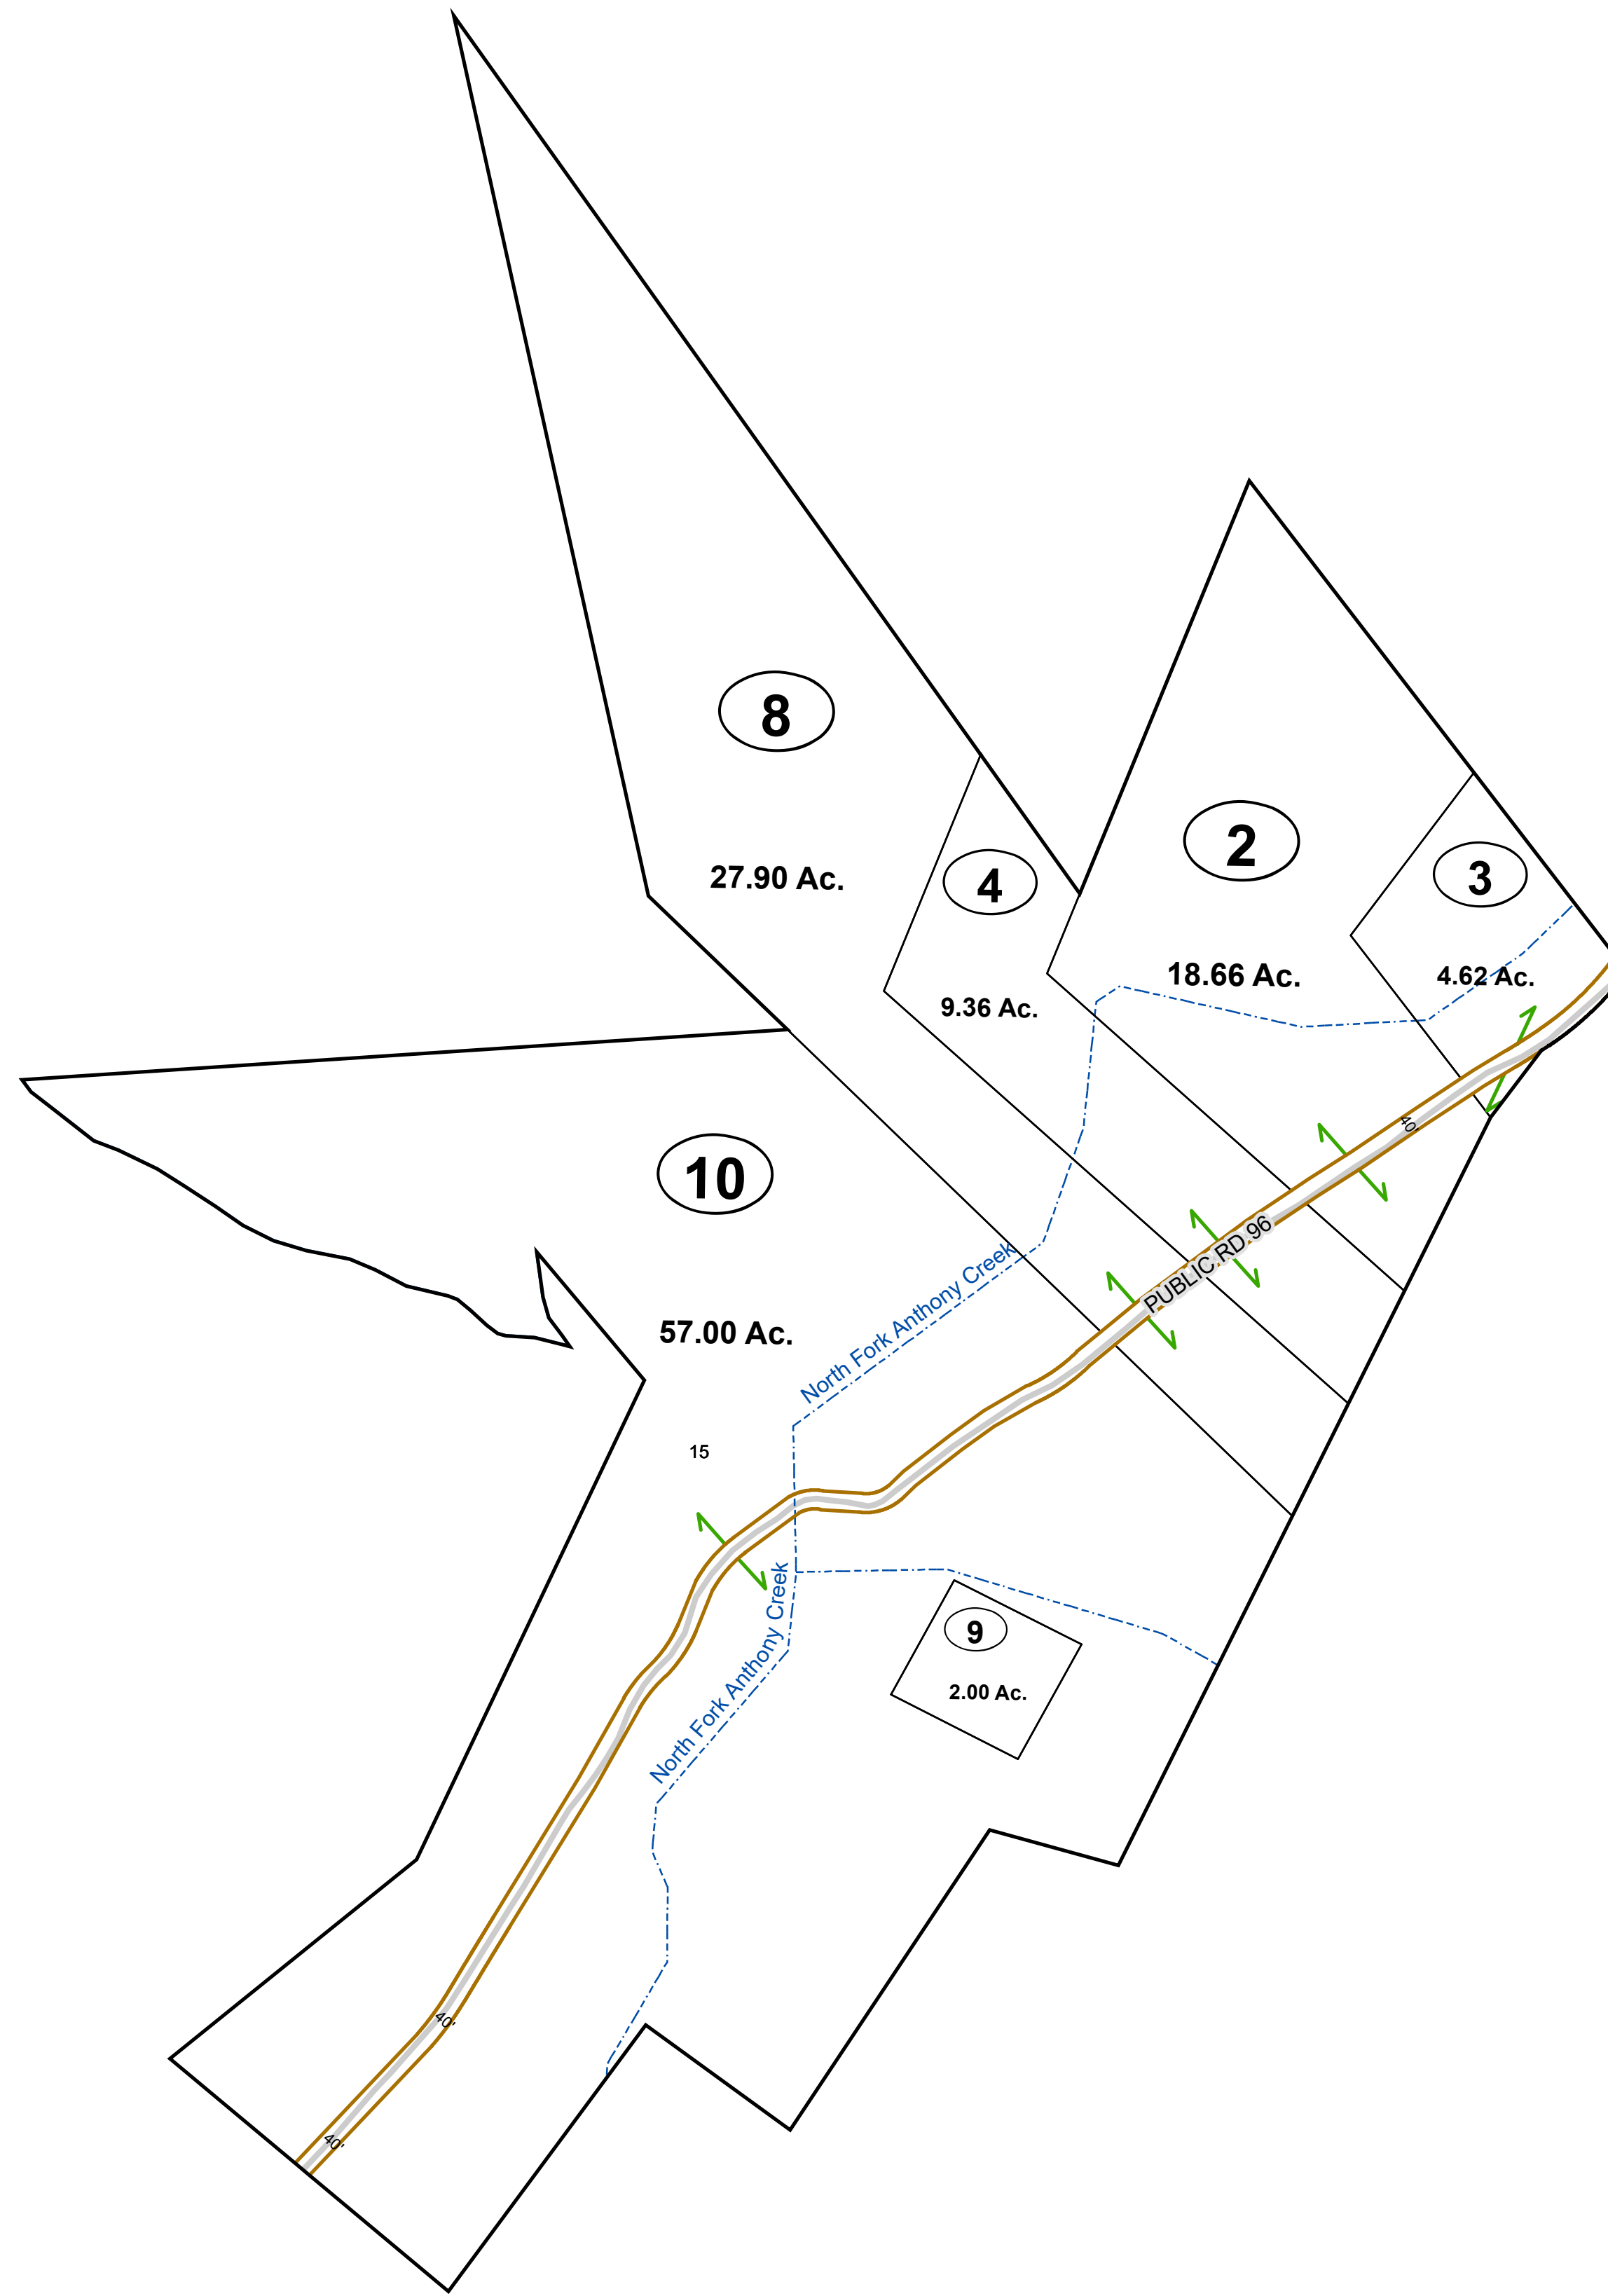 8
27.90 Ac.
4
9.36 Ac.
2
18.66 Ac.
3
4.62 Ac.
40'
PUBLIC RD 96
10
57.00 Ac.
North Fork Anthony Creek
15
North Fork Anthony Creek
9
2.00 Ac.
40'
40'